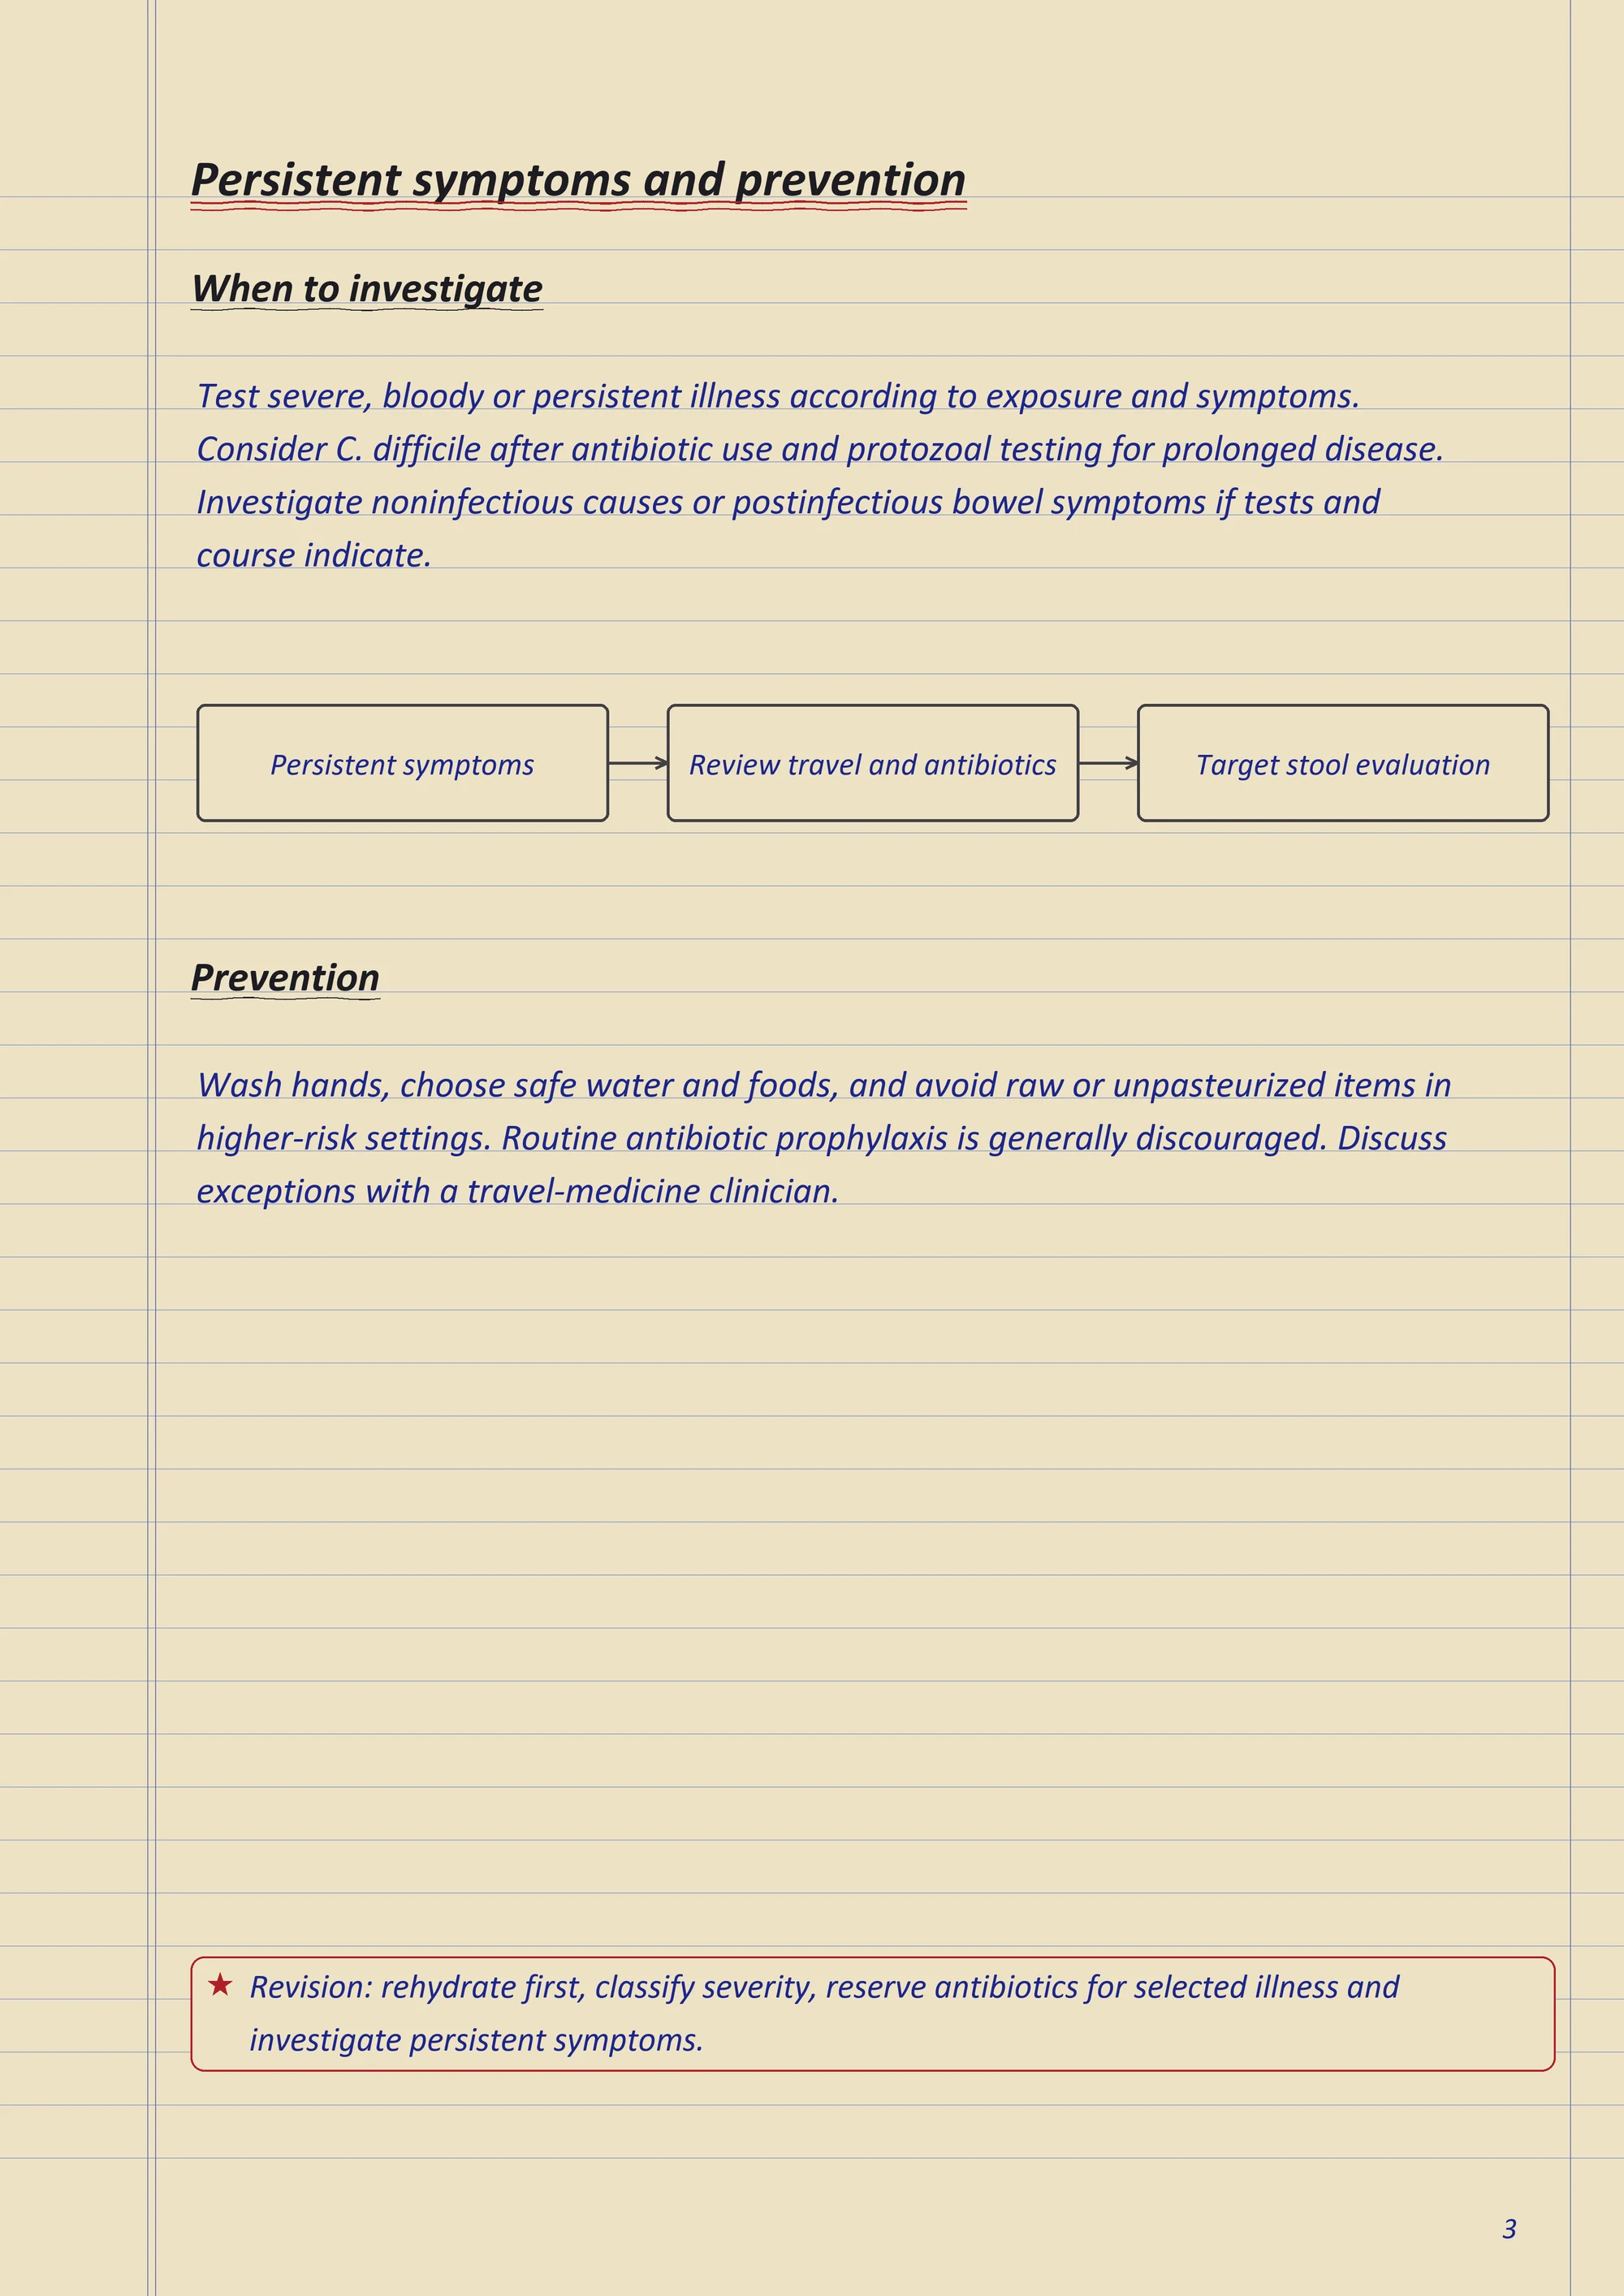 Persistent symptoms and prevention
When to investigate
Test severe, bloody or persistent illness according to exposure and symptoms.
Consider C. difficile after antibiotic use and protozoal testing for prolonged disease.
Investigate noninfectious causes or postinfectious bowel symptoms if tests and
course indicate.
Persistent symptoms
Review travel and antibiotics
Target stool evaluation
Prevention
Wash hands, choose safe water and foods, and avoid raw or unpasteurized items in
higher-risk settings. Routine antibiotic prophylaxis is generally discouraged. Discuss
exceptions with a travel-medicine clinician.
★ Revision: rehydrate first, classify severity, reserve antibiotics for selected illness and
investigate persistent symptoms.
3